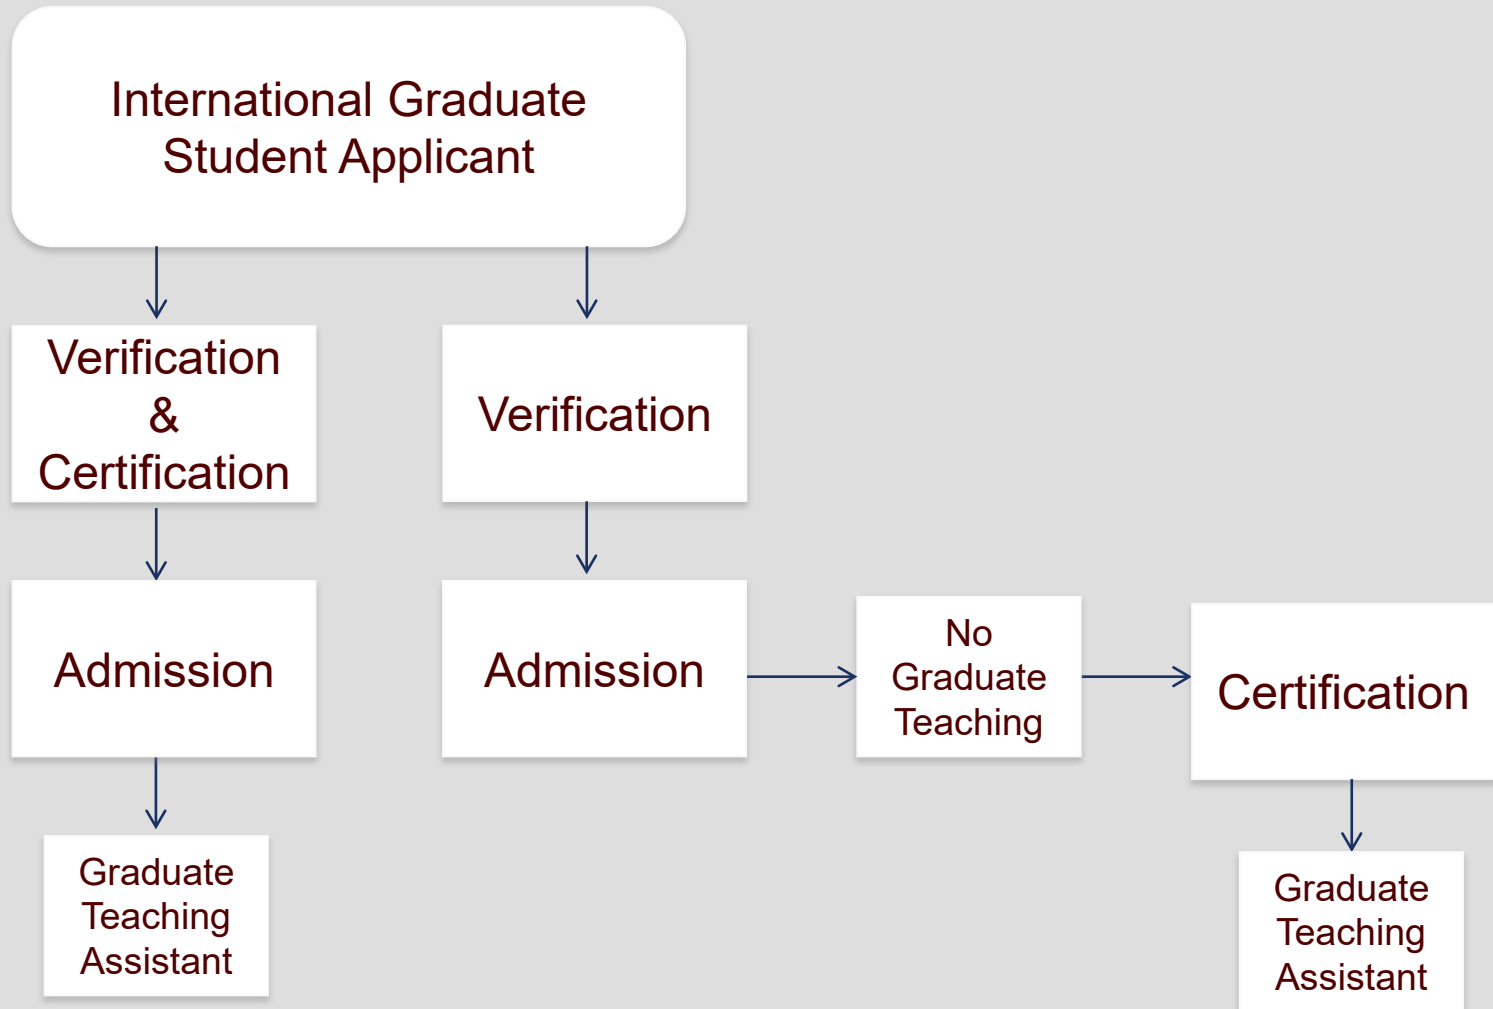 International Graduate
Student Applicant
Verification
&
Certification
Verification
Admission
Admission
No
Graduate
Teaching
Certification
Graduate
Teaching
Assistant
Graduate
Teaching
Assistant